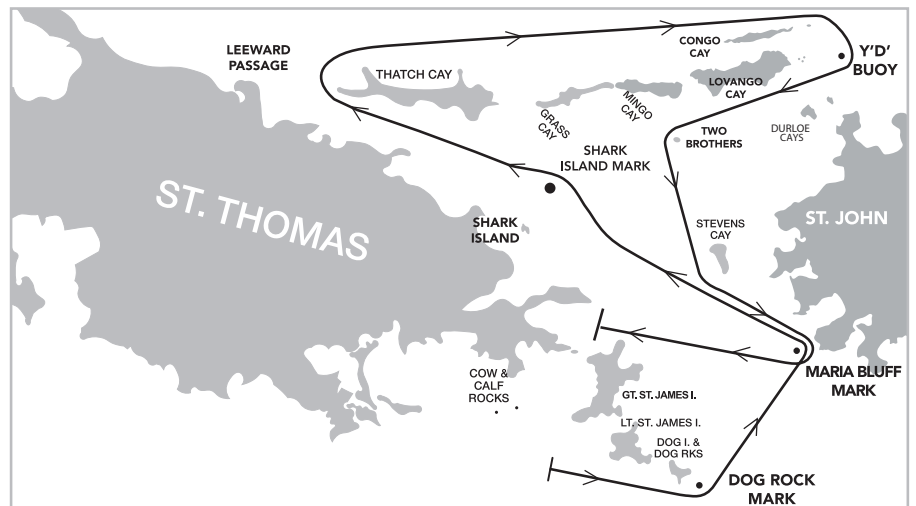 LEEWARD
PASSAGE
THATCH CAY
CONGO
CAY
Y'D'
BUOY
LOVANGO
CAY
MINGO
CAY
GRASS
CAY
DURLOE
CAYS
TWO
BROTHERS
SHARK
ISLAND MARK
ST. THOMAS
SHARK
ISLAND
ST. JOHN
STEVENS
CAY
MARIA BLUFF
MARK
COW &
CALF
ROCKS
GT. ST. JAMES I.
LT. ST. JAMES I.
DOG I. &
DOG RKS
DOG ROCK
MARK